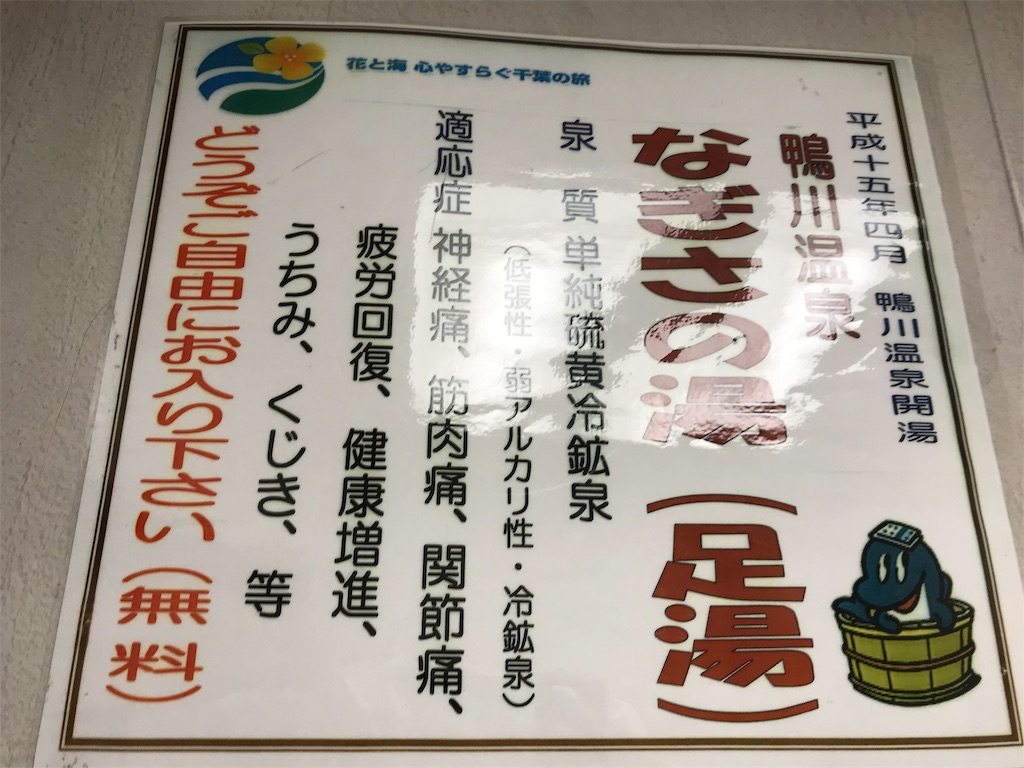 花と海 心やすらぐ千葉の旅
平成十五年四月 鴨川温泉開湯
鴨川温泉
なぎさの湯(足湯)
泉 質 単純硫黄冷鉱泉
(低張性・弱アルカリ性・冷鉱泉)
適応症 神経痛、筋肉痛、関節痛、
疲労回復、健康増進、
うちみ、くじき、等
どうぞご自由にお入り下さい(無料)